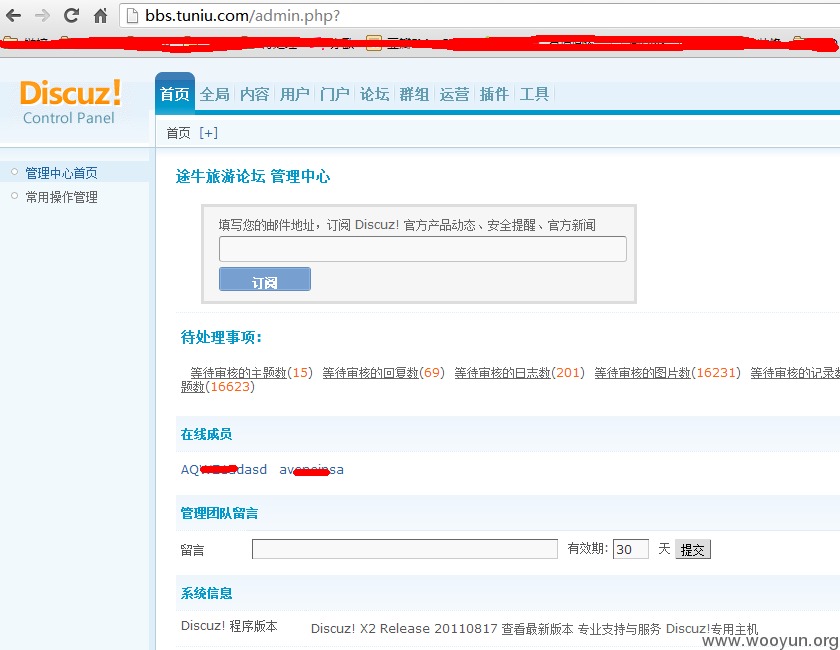 bbs.tuniu.com/admin.php?
Discuz!
Control Panel
首页 全局 内容 用户 门户 论坛 群组 运营 插件 工具
首页 [+]
管理中心首页
常用操作管理
途牛旅游论坛 管理中心
填写您的邮件地址，订阅 Discuz! 官方产品动态、安全提醒、官方新闻
订阅
待处理事项:
等待审核的主题数(15) 等待审核的回复数(69) 等待审核的日志数(201) 等待审核的图片数(16231) 等待审核的记录数
题数(16623)
在线成员
管理团队留言
留言 有效期: 30 天 提交
系统信息
Discuz! 程序版本 Discuz! X2 Release 20110817 查看最新版本 专业支持与服务 Discuz!专用主机
www.wooyun.org